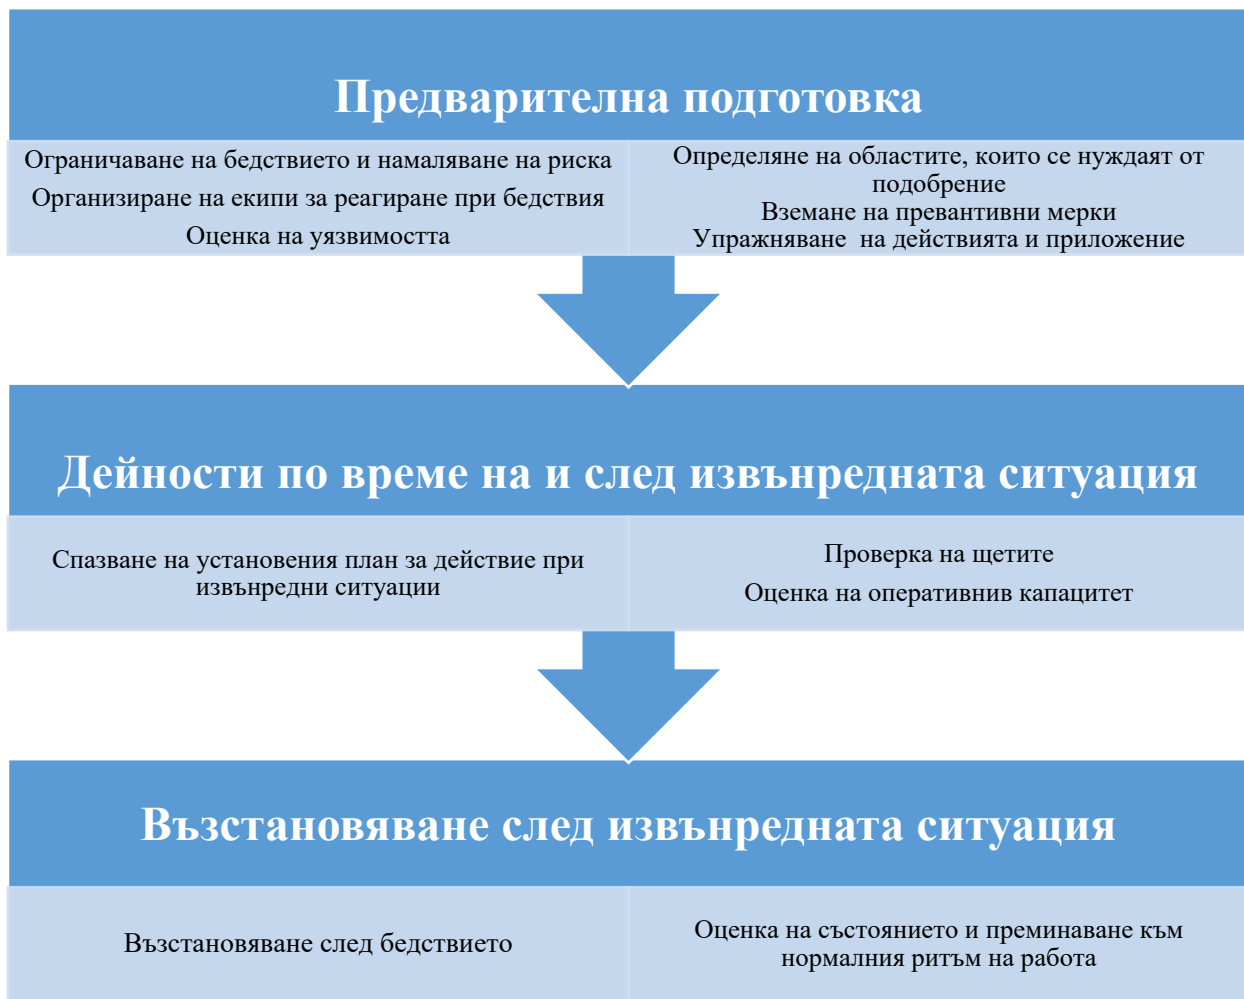 Предварителна подготовка
Ограничаване на бедствието и намаляване на риска
Организиране на екипи за реагиране при бедствия
Оценка на уязвимостта
Определяне на областите, които се нуждаят от
подобрение
Вземане на превантивни мерки
Упражняване на действията и приложение
Дейности по време на и след извънредната ситуация
Спазване на установения план за действие при
извънредни ситуации
Проверка на щетите
Оценка на оперативнив капацитет
Възстановяване след извънредната ситуация
Възстановяване след бедствието
Оценка на състоянието и преминаване към
нормалния ритъм на работа